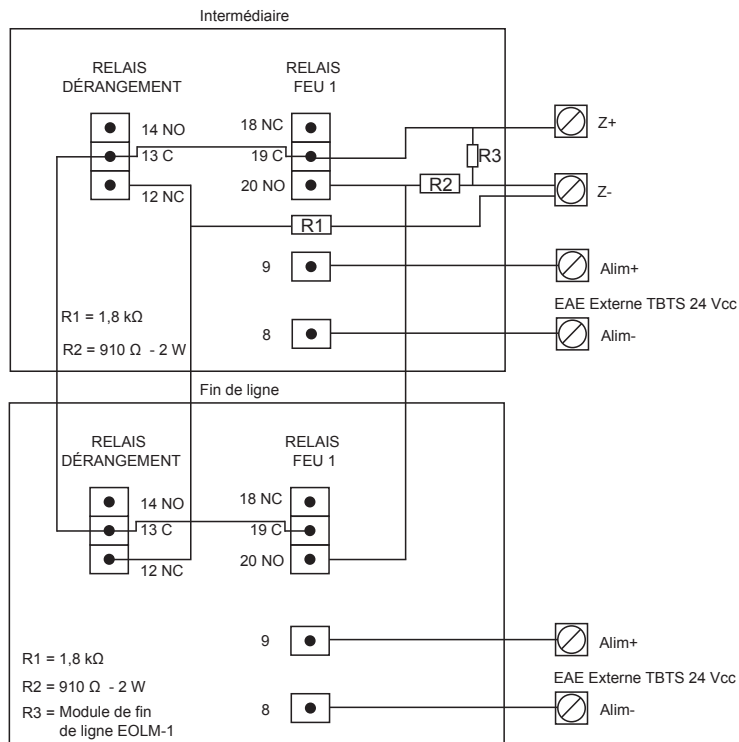 Intermédiaire
RELAIS
DÉRANGEMENT
RELAIS
FEU 1
14 NO
13 C
12 NC
18 NC
19 C
20 NO
R1
R2
R3
Z+
Z-
9
Alim+
EAE Externe TBTS 24 Vcc
8
Alim-
R1 = 1,8 kΩ
R2 = 910 Ω - 2 W
Fin de ligne
RELAIS
DÉRANGEMENT
RELAIS
FEU 1
14 NO
13 C
12 NC
18 NC
19 C
20 NO
9
Alim+
EAE Externe TBTS 24 Vcc
8
Alim-
R1 = 1,8 kΩ
R2 = 910 Ω - 2 W
R3 = Module de fin
de ligne EOLM-1